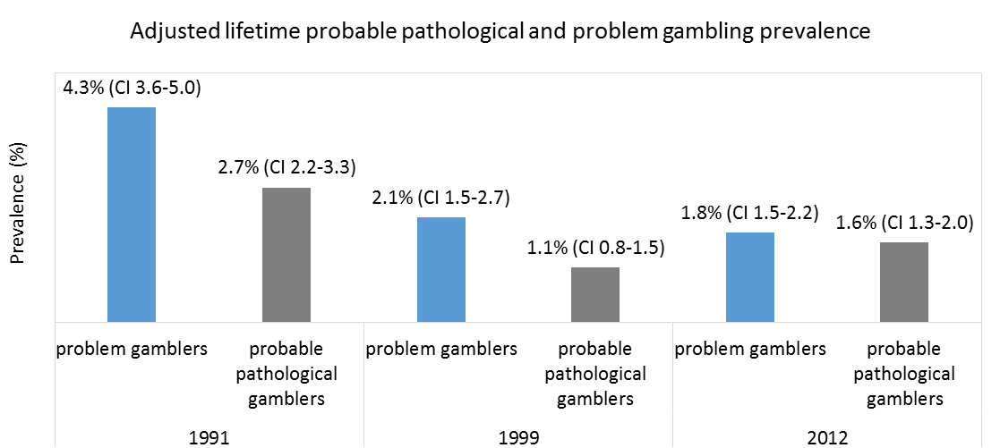 Adjusted lifetime probable pathological and problem gambling prevalence
Prevalence (%)
4.3% (CI 3.6-5.0)
2.7% (CI 2.2-3.3)
2.1% (CI 1.5-2.7)
1.1% (CI 0.8-1.5)
1.8% (CI 1.5-2.2)
1.6% (CI 1.3-2.0)
problem gamblers
probable
pathological
gamblers
problem gamblers
probable
pathological
gamblers
problem gamblers
probable
pathological
gamblers
1991
1999
2012